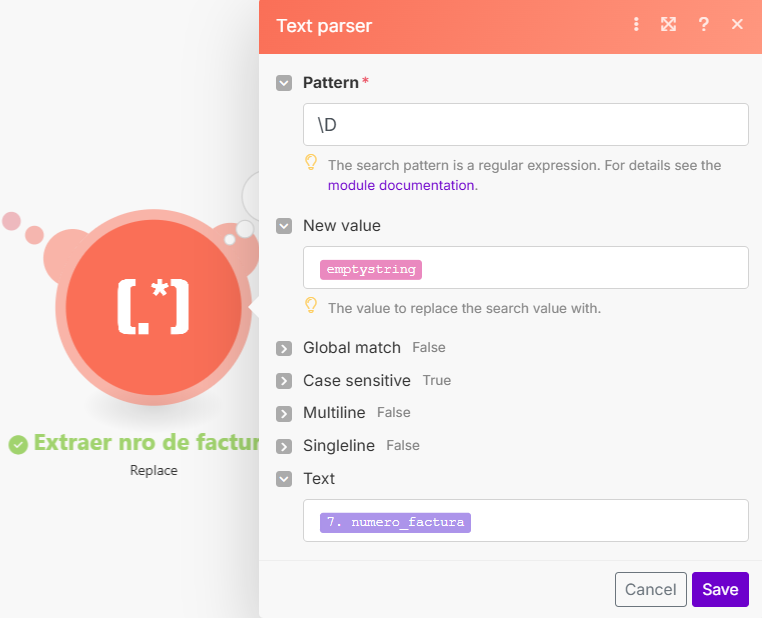 Text parser
Pattern *
\D
The search pattern is a regular expression. For details see the
module documentation.
New value
emptystring
The value to replace the search value with.
Global match False
Case sensitive True
Multiline False
Singleline False
Text
7. numero_factura
Cancel Save
(.*)
Extraer nro de factur
Replace